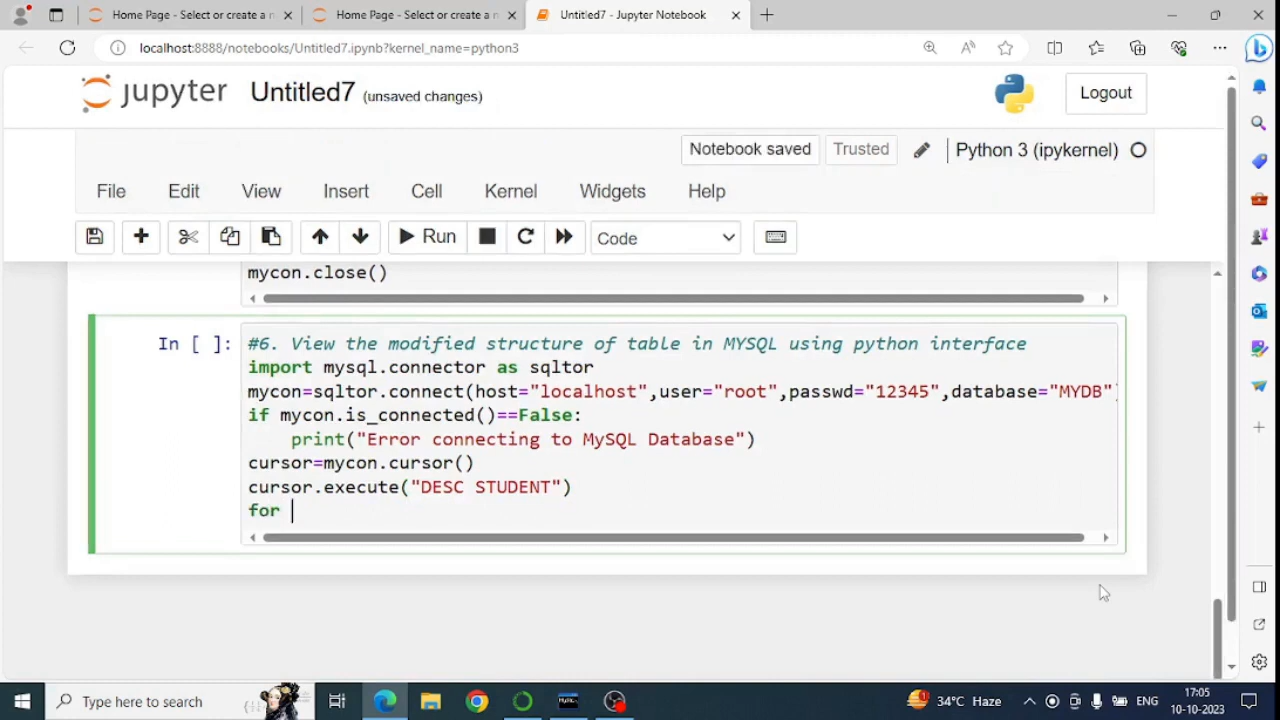 Home Page - Select or create a n
Home Page - Select or create a n
Untitled7 - Jupyter Notebook
localhost:8888/notebooks/Untitled7.ipynb?kernel_name=python3
jupyter Untitled7 (unsaved changes)
Logout
Notebook saved
Trusted
Python 3 (ipykernel)
File Edit View Insert Cell Kernel Widgets Help
Run
Code
mycon.close()
In [ ]: #6. View the modified structure of table in MYSQL using python interface
import mysql.connector as sqltor
mycon=sqltor.connect(host="localhost",user="root",passwd="12345",database="MYDB")
if mycon.is_connected()==False:
print("Error connecting to MySQL Database")
cursor=mycon.cursor()
cursor.execute("DESC STUDENT")
for
Type here to search
34°C Haze
ENG
17:05
10-10-2023